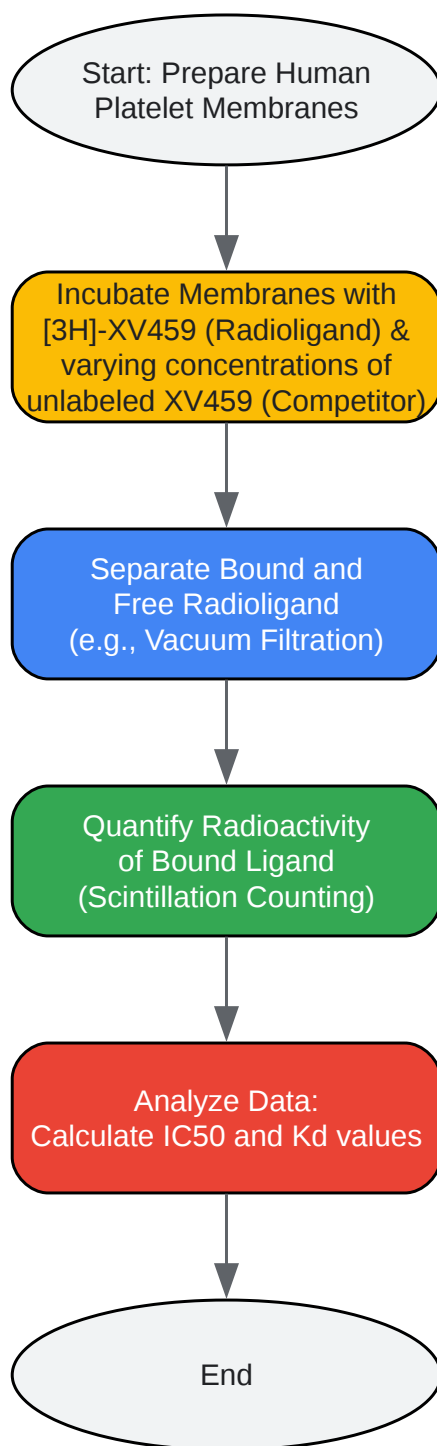 Start: Prepare Human
Platelet Membranes
Incubate Membranes with
[3H]-XV459 (Radioligand) &
varying concentrations of
unlabeled XV459 (Competitor)
Separate Bound and
Free Radioligand
(e.g., Vacuum Filtration)
Quantify Radioactivity
of Bound Ligand
(Scintillation Counting)
Analyze Data:
Calculate IC50 and Kd values
End